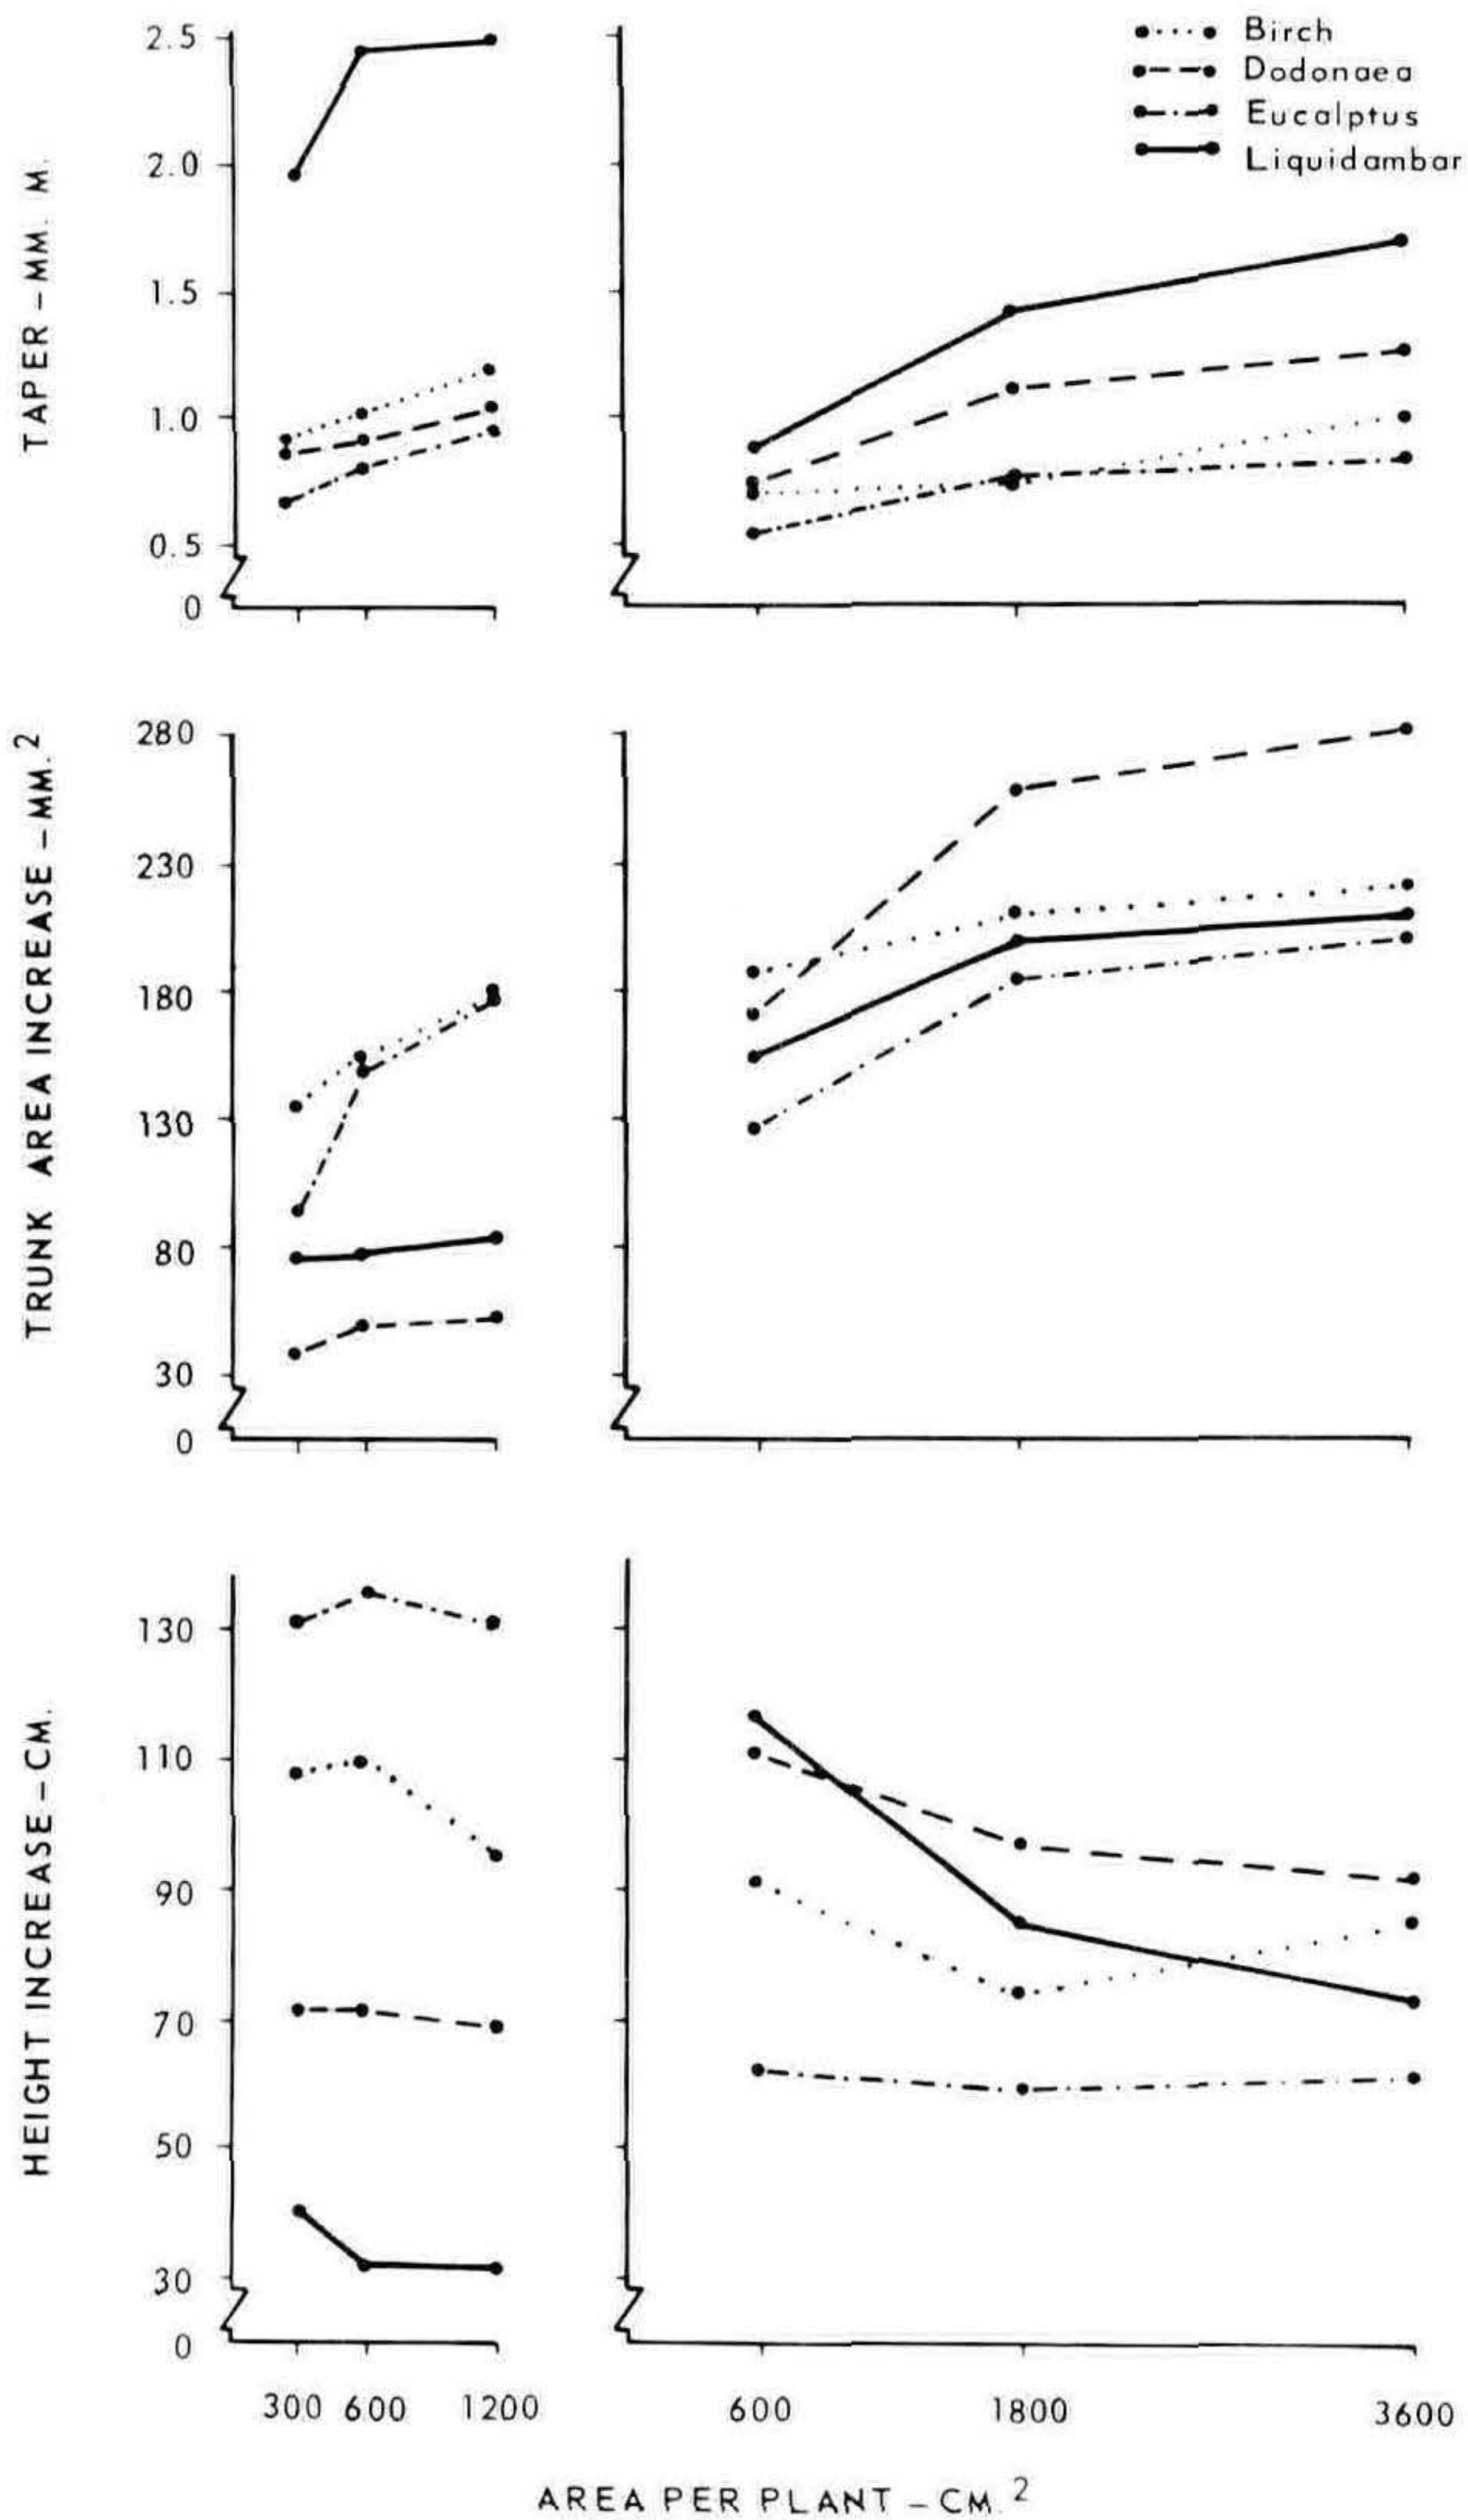 Birch
Dodonaea
Eucalptus
Liquidambar
TAPER – MM. M.
2.5
2.0
1.5
1.0
0.5
0
TRUNK AREA INCREASE – MM.²
280
230
180
130
80
30
0
HEIGHT INCREASE – CM.
130
110
90
70
50
30
0
300 600 1200 600 1800 3600
AREA PER PLANT – CM.²